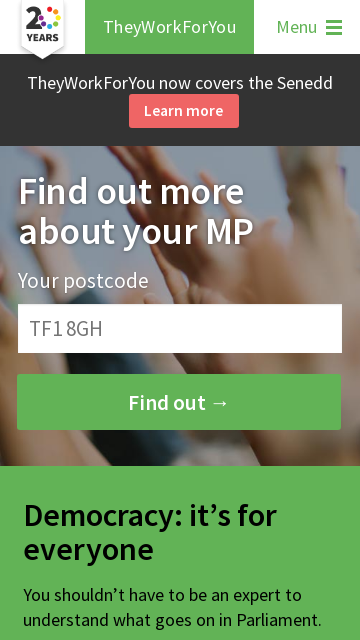 20
YEARS
TheyWorkForYou
Menu
TheyWorkForYou now covers the Senedd
Learn more
Find out more
about your MP
Your postcode
TF1 8GH
Find out →
Democracy: it’s for
everyone
You shouldn’t have to be an expert to
understand what goes on in Parliament.